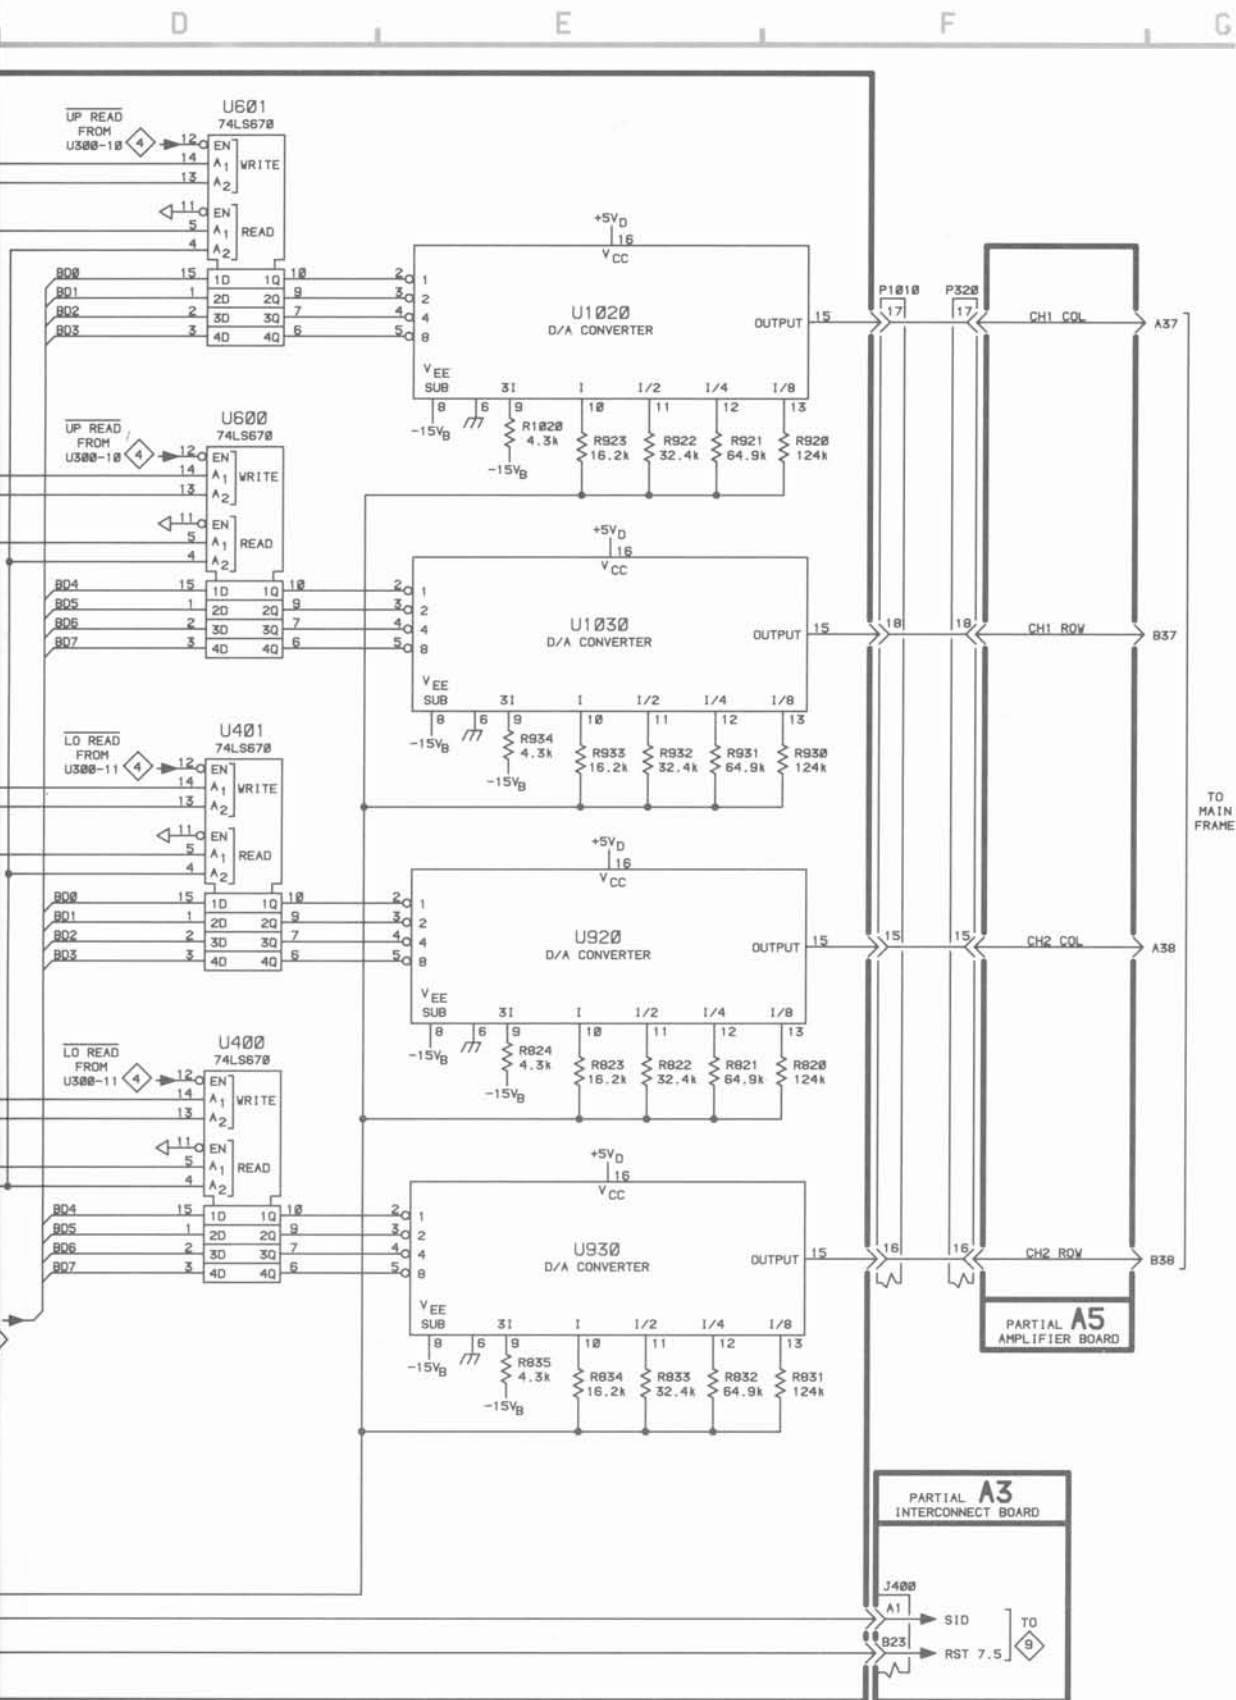 D E F G
U601
74LS670
UP READ
FROM
U300-10 4
12 EN
14 A1 WRITE
13 A2
11 EN
5 A1 READ
4 A2
BD0 15 1D 1Q 10
BD1 1 2D 2Q 9
BD2 2 3D 3Q 7
BD3 3 4D 4Q 6
+5VD
16
VCC
2 1
3 2
4 4
5 8
U1020
D/A CONVERTER
OUTPUT 15
VEE
SUB 3I I I/2 I/4 I/8
8 6 9 10 11 12 13
-15VB
R1020
4.3k
-15VB
R923
16.2k
R922
32.4k
R921
64.9k
R920
124k
P1010 P320
17 17 CH1 COL A37
U600
74LS670
UP READ
FROM
U300-10 4
12 EN
14 A1 WRITE
13 A2
11 EN
5 A1 READ
4 A2
BD4 15 1D 1Q 10
BD5 1 2D 2Q 9
BD6 2 3D 3Q 7
BD7 3 4D 4Q 6
+5VD
16
VCC
2 1
3 2
4 4
5 8
U1030
D/A CONVERTER
OUTPUT 15
VEE
SUB 3I I I/2 I/4 I/8
8 6 9 10 11 12 13
-15VB
R934
4.3k
-15VB
R933
16.2k
R932
32.4k
R931
64.9k
R930
124k
18 18 CH1 ROW B37
U401
74LS670
LO READ
FROM
U300-11 4
12 EN
14 A1 WRITE
13 A2
11 EN
5 A1 READ
4 A2
BD0 15 1D 1Q 10
BD1 1 2D 2Q 9
BD2 2 3D 3Q 7
BD3 3 4D 4Q 6
+5VD
16
VCC
2 1
3 2
4 4
5 8
U920
D/A CONVERTER
OUTPUT 15
VEE
SUB 3I I I/2 I/4 I/8
8 6 9 10 11 12 13
-15VB
R824
4.3k
-15VB
R823
16.2k
R822
32.4k
R821
64.9k
R820
124k
15 15 CH2 COL A38
TO
MAIN
FRAME
U400
74LS670
LO READ
FROM
U300-11 4
12 EN
14 A1 WRITE
13 A2
11 EN
5 A1 READ
4 A2
BD4 15 1D 1Q 10
BD5 1 2D 2Q 9
BD6 2 3D 3Q 7
BD7 3 4D 4Q 6
+5VD
16
VCC
2 1
3 2
4 4
5 8
U930
D/A CONVERTER
OUTPUT 15
VEE
SUB 3I I I/2 I/4 I/8
8 6 9 10 11 12 13
-15VB
R835
4.3k
-15VB
R834
16.2k
R833
32.4k
R832
64.9k
R831
124k
16 16 CH2 ROW B38
PARTIAL A5
AMPLIFIER BOARD
PARTIAL A3
INTERCONNECT BOARD
J400
A1 SID
B23 RST 7.5
TO
9